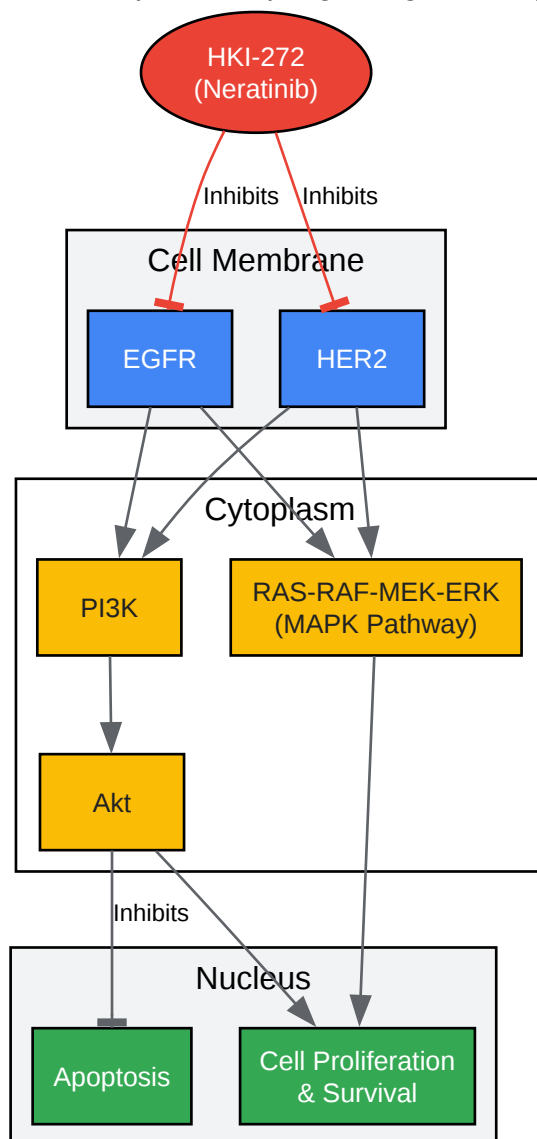 HKI-272
(Neratinib)
Inhibits
Inhibits
Cell Membrane
EGFR
HER2
Cytoplasm
PI3K
RAS-RAF-MEK-ERK
(MAPK Pathway)
Akt
Inhibits
Nucleus
Apoptosis
Cell Proliferation
& Survival